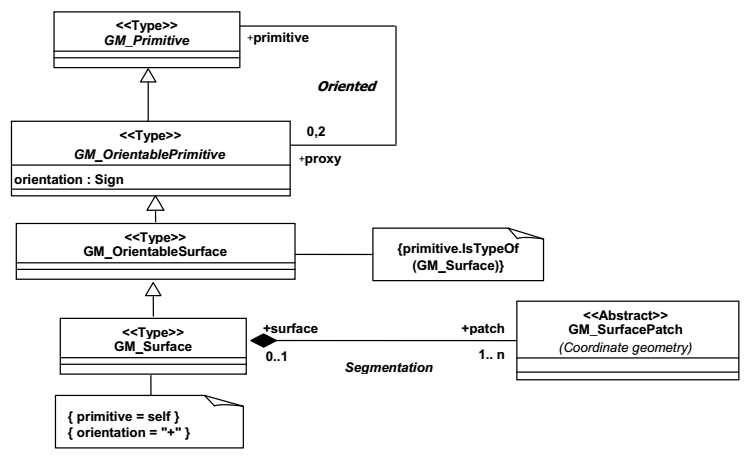 <<Type>>
GM_Primitive
+primitive
Oriented
0,2
+proxy
<<Type>>
GM_OrientablePrimitive
orientation : Sign
<<Type>>
GM_OrientableSurface
{primitive.IsTypeOf
(GM_Surface)}
<<Type>>
GM_Surface
+surface
0..1
Segmentation
+patch
1.. n
<<Abstract>>
GM_SurfacePatch
(Coordinate geometry)
{ primitive = self }
{ orientation = "+" }